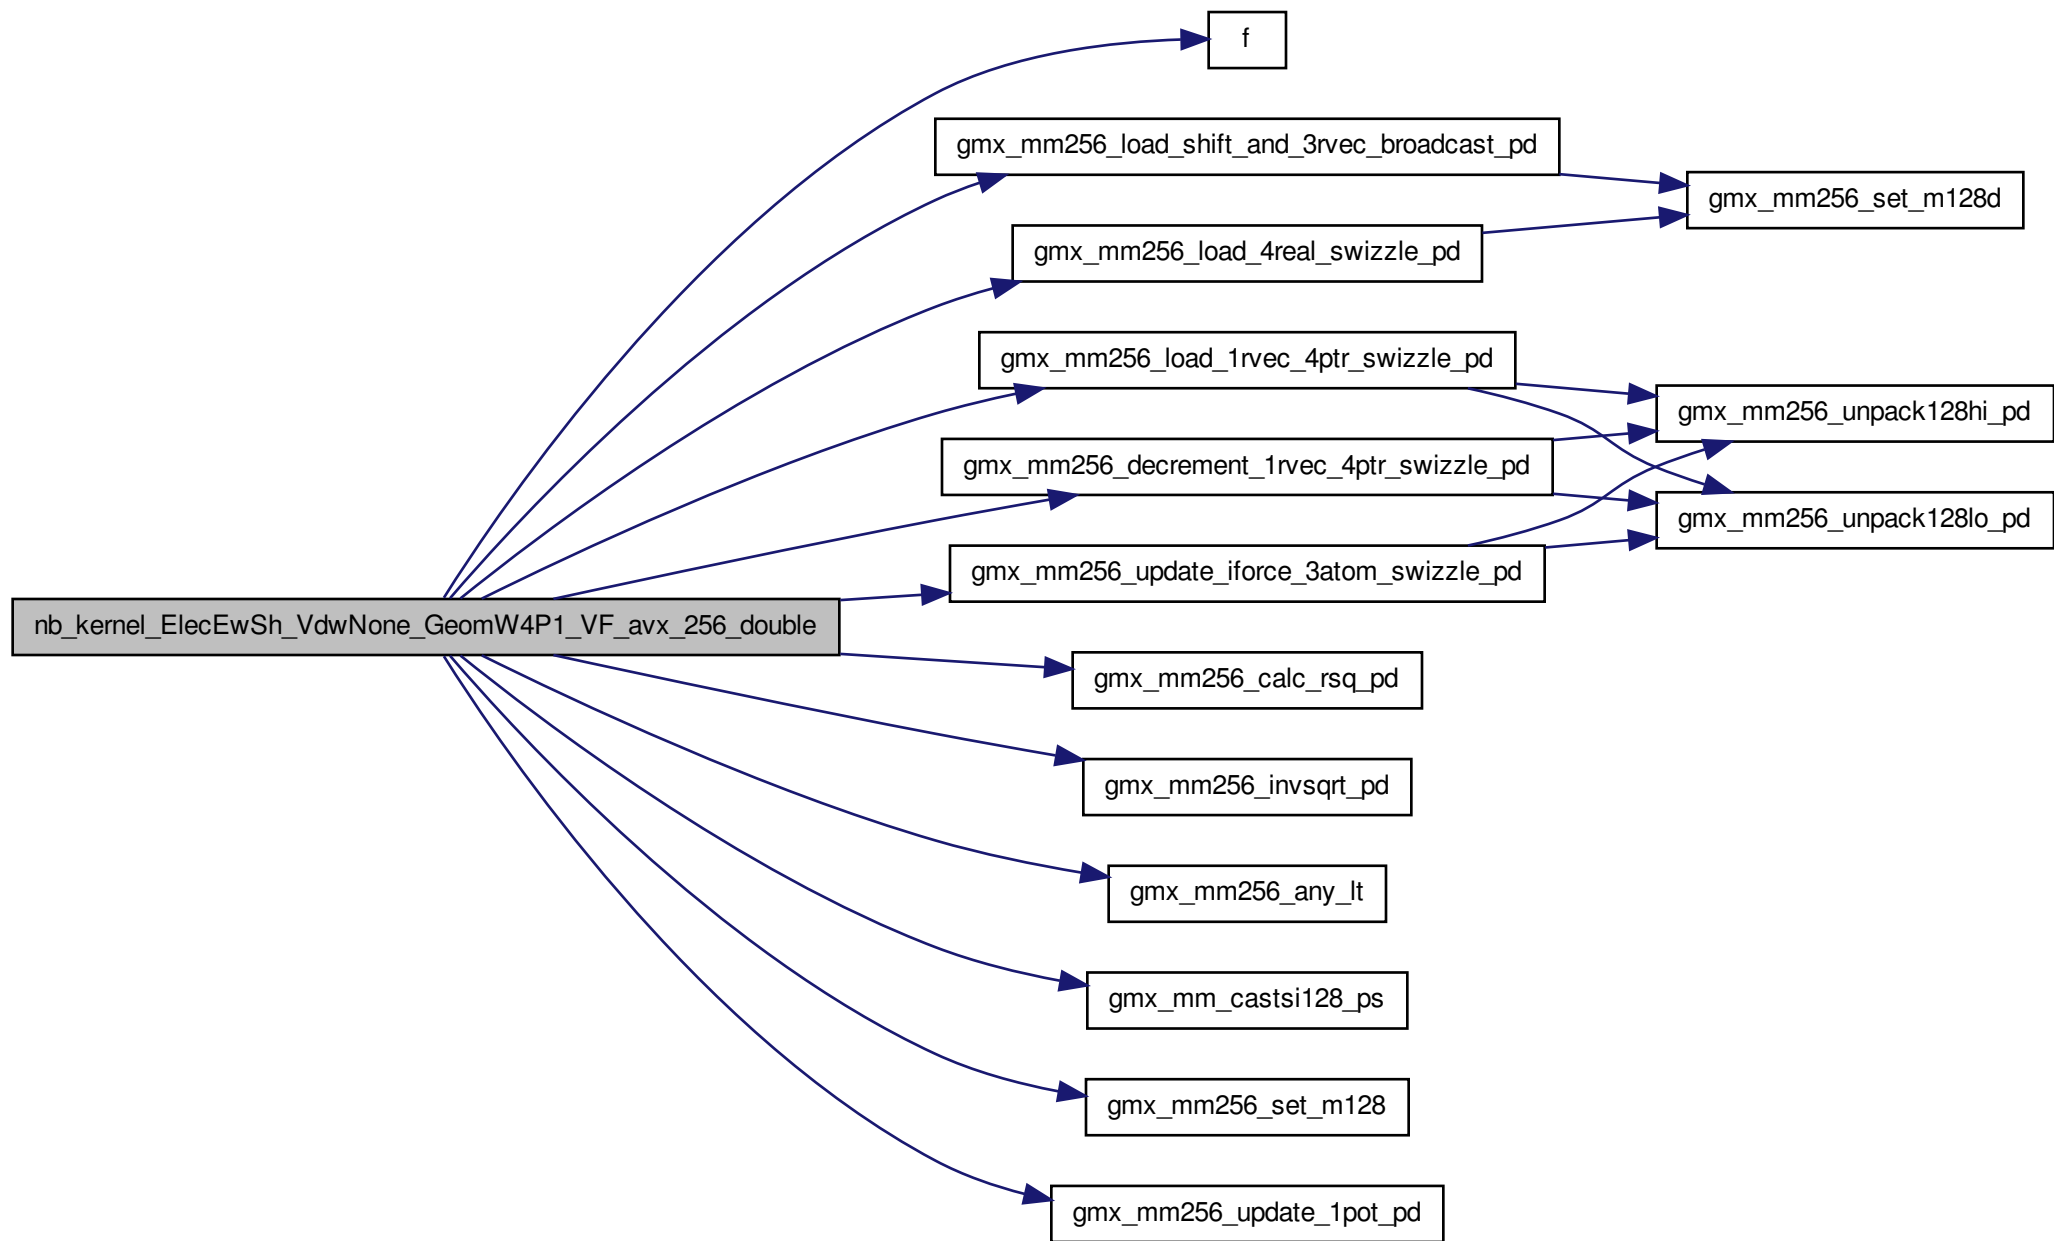 f
gmx_mm256_load_shift_and_3rvec_broadcast_pd
gmx_mm256_set_m128d
gmx_mm256_load_4real_swizzle_pd
gmx_mm256_load_1rvec_4ptr_swizzle_pd
gmx_mm256_unpack128hi_pd
gmx_mm256_decrement_1rvec_4ptr_swizzle_pd
gmx_mm256_unpack128lo_pd
gmx_mm256_update_iforce_3atom_swizzle_pd
nb_kernel_ElecEwSh_VdwNone_GeomW4P1_VF_avx_256_double
gmx_mm256_calc_rsq_pd
gmx_mm256_invsqrt_pd
gmx_mm256_any_lt
gmx_mm_castsi128_ps
gmx_mm256_set_m128
gmx_mm256_update_1pot_pd